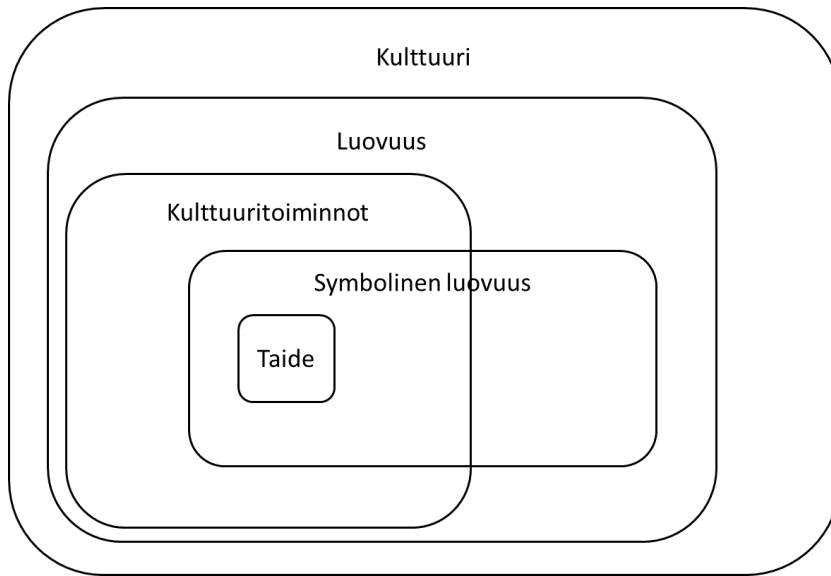 Kulttuuri
Luovuus
Kulttuuritoiminnot
Symbolinen luovuus
Taide